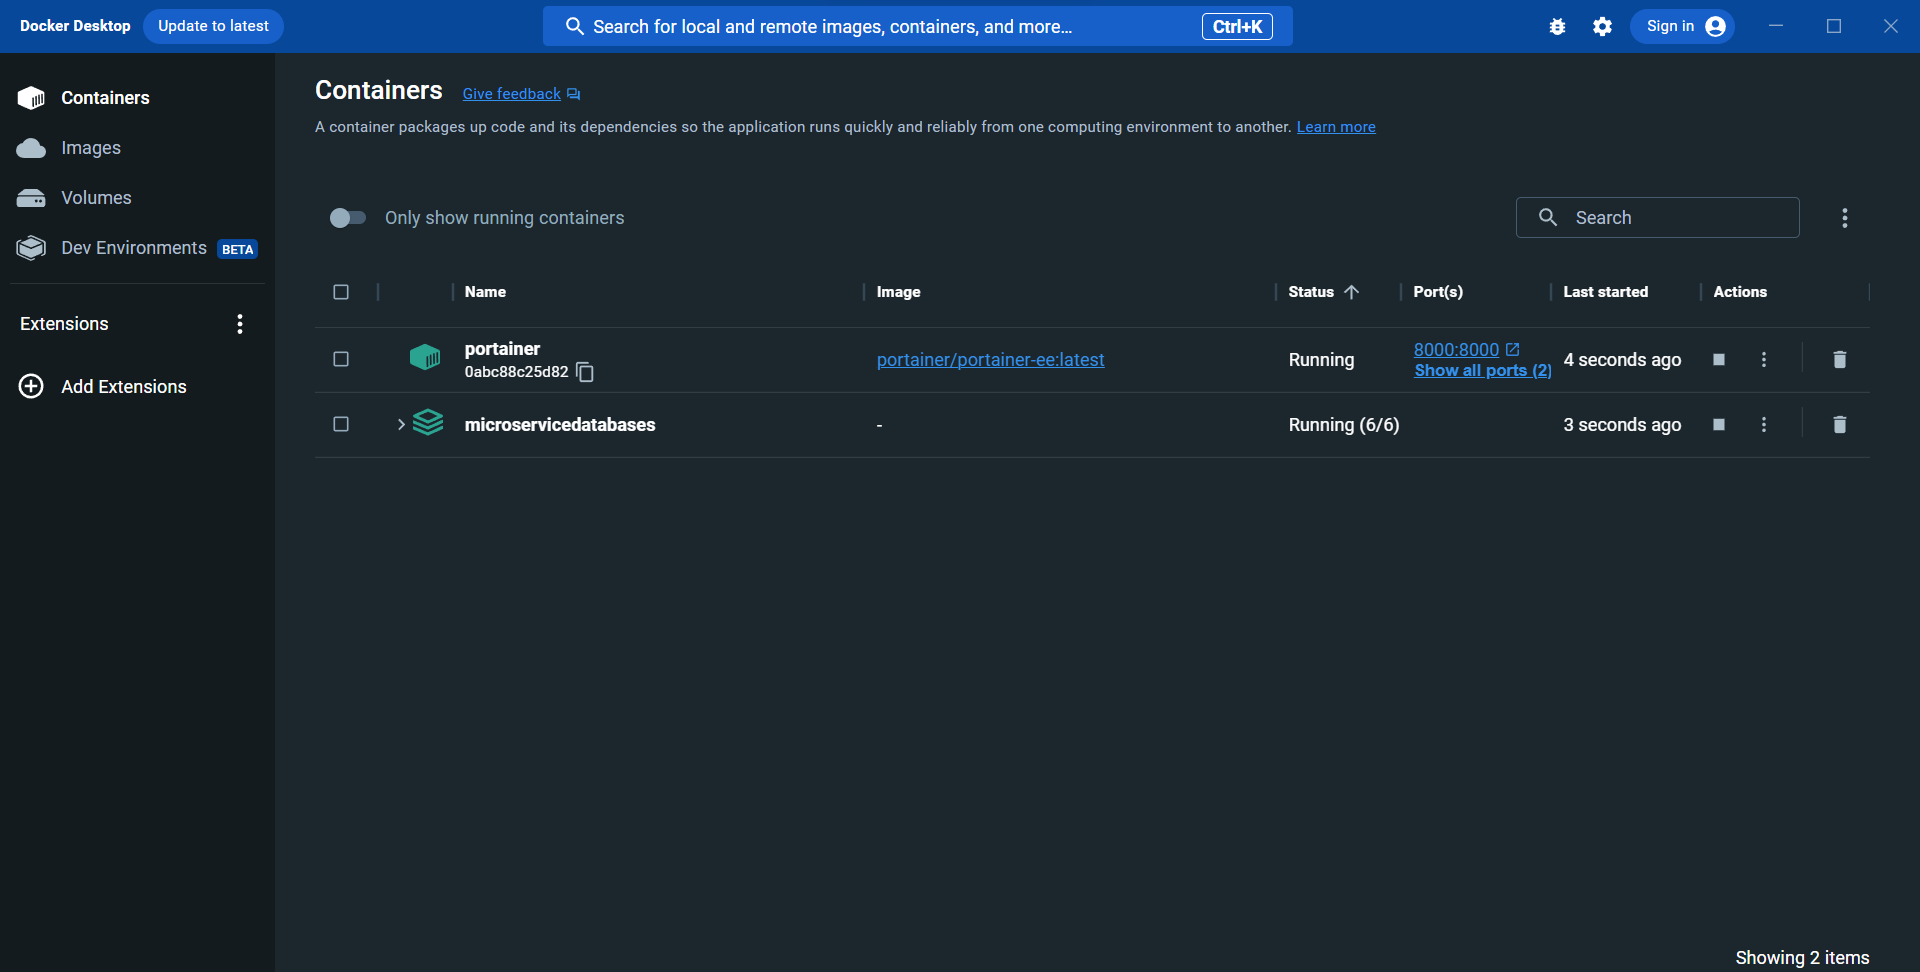 Docker Desktop Update to latest Search for local and remote images, containers, and more... Ctrl+K Sign in
Containers
Images
Volumes
Dev Environments BETA
Extensions
Add Extensions
Containers Give feedback
A container packages up code and its dependencies so the application runs quickly and reliably from one computing environment to another. Learn more
Only show running containers Search
Name Image Status Port(s) Last started Actions
portainer
0abc88c25d82
portainer/portainer-ee:latest
Running
8000:8000
Show all ports (2)
4 seconds ago
microservicedatabases - Running (6/6) 3 seconds ago
Showing 2 items